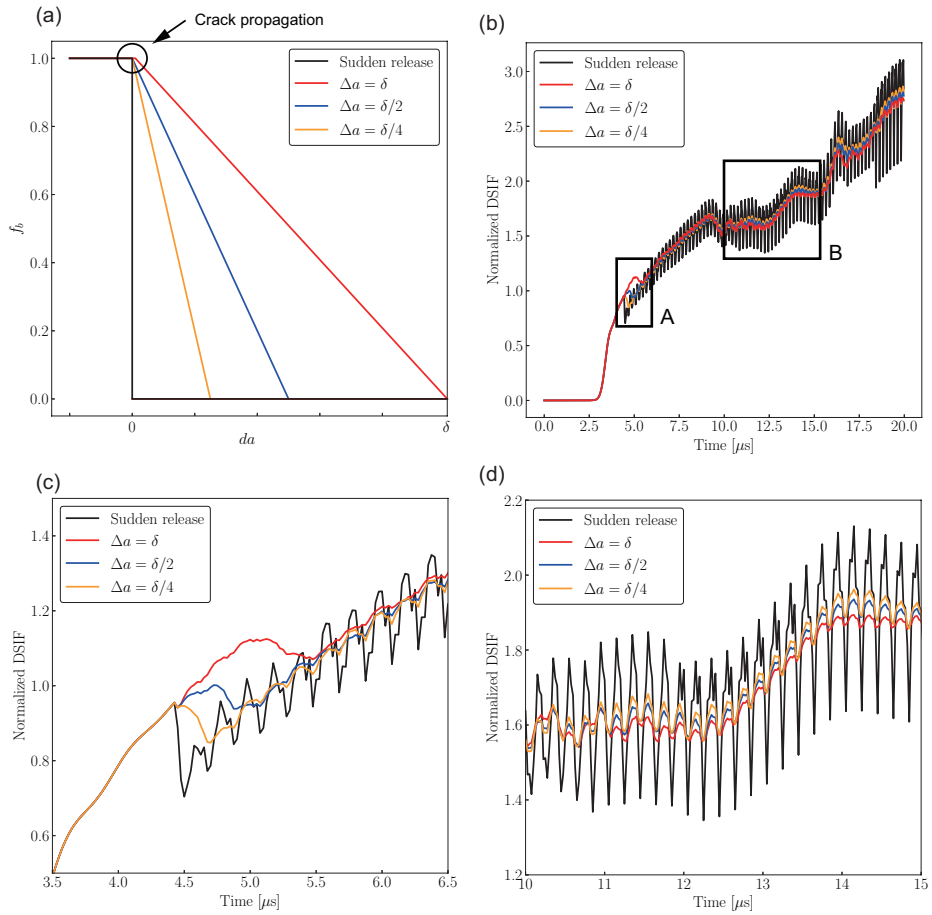 (a)
Crack propagation
Sudden release
Δa = δ
Δa = δ/2
Δa = δ/4
1.0
0.8
0.6
0.4
0.2
0.0
f_b
0
δ
da
(b)
Sudden release
Δa = δ
Δa = δ/2
Δa = δ/4
3.0
2.5
2.0
1.5
1.0
0.5
0.0
Normalized DSIF
A
B
0.0 2.5 5.0 7.5 10.0 12.5 15.0 17.5 20.0
Time [μs]
(c)
Sudden release
Δa = δ
Δa = δ/2
Δa = δ/4
1.4
1.2
1.0
0.8
0.6
Normalized DSIF
3.5 4.0 4.5 5.0 5.5 6.0 6.5
Time [μs]
(d)
Sudden release
Δa = δ
Δa = δ/2
Δa = δ/4
2.2
2.0
1.8
1.6
1.4
1.2
Normalized DSIF
10 11 12 13 14 15
Time [μs]